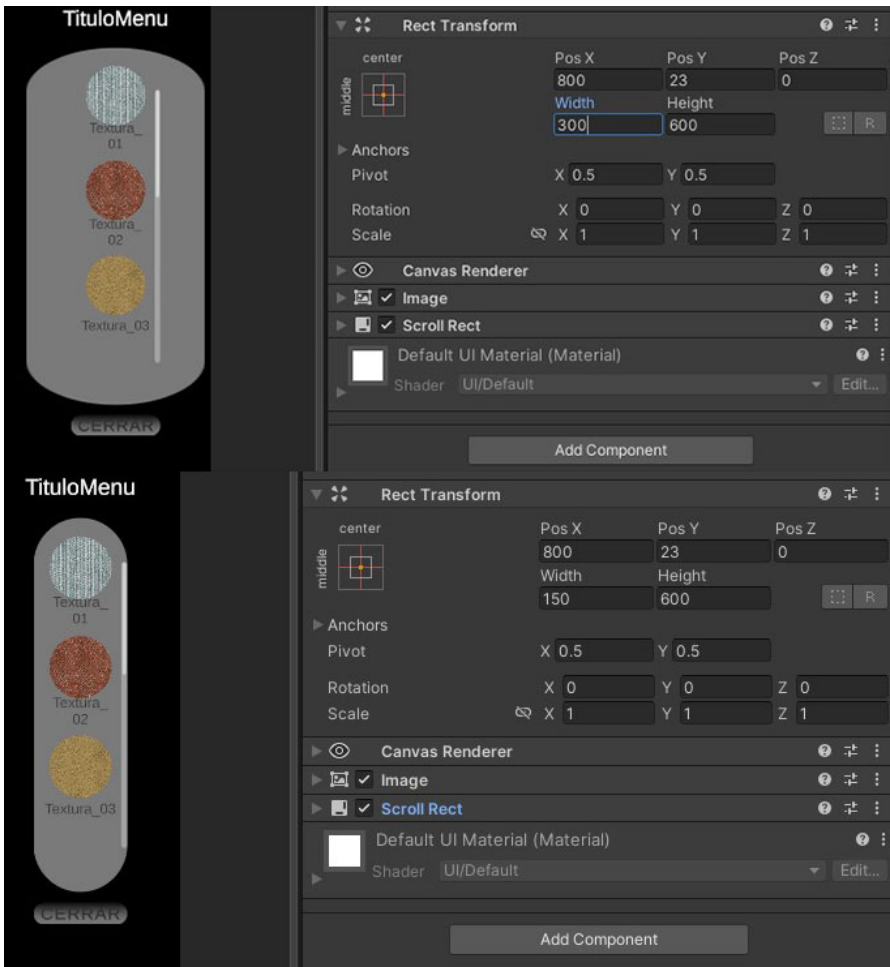 TituloMenu
Textura_
01
Textura_
02
Textura_03
CERRAR
Rect Transform
center
middle
Pos X Pos Y Pos Z
800 23 0
Width Height
300 600
R
Anchors
Pivot X 0.5 Y 0.5
Rotation X 0 Y 0 Z 0
Scale X 1 Y 1 Z 1
Canvas Renderer
Image
Scroll Rect
Default UI Material (Material)
Shader UI/Default Edit...
Add Component
TituloMenu
Textura_
01
Textura_
02
Textura_03
CERRAR
Rect Transform
center
middle
Pos X Pos Y Pos Z
800 23 0
Width Height
150 600
R
Anchors
Pivot X 0.5 Y 0.5
Rotation X 0 Y 0 Z 0
Scale X 1 Y 1 Z 1
Canvas Renderer
Image
Scroll Rect
Default UI Material (Material)
Shader UI/Default Edit...
Add Component